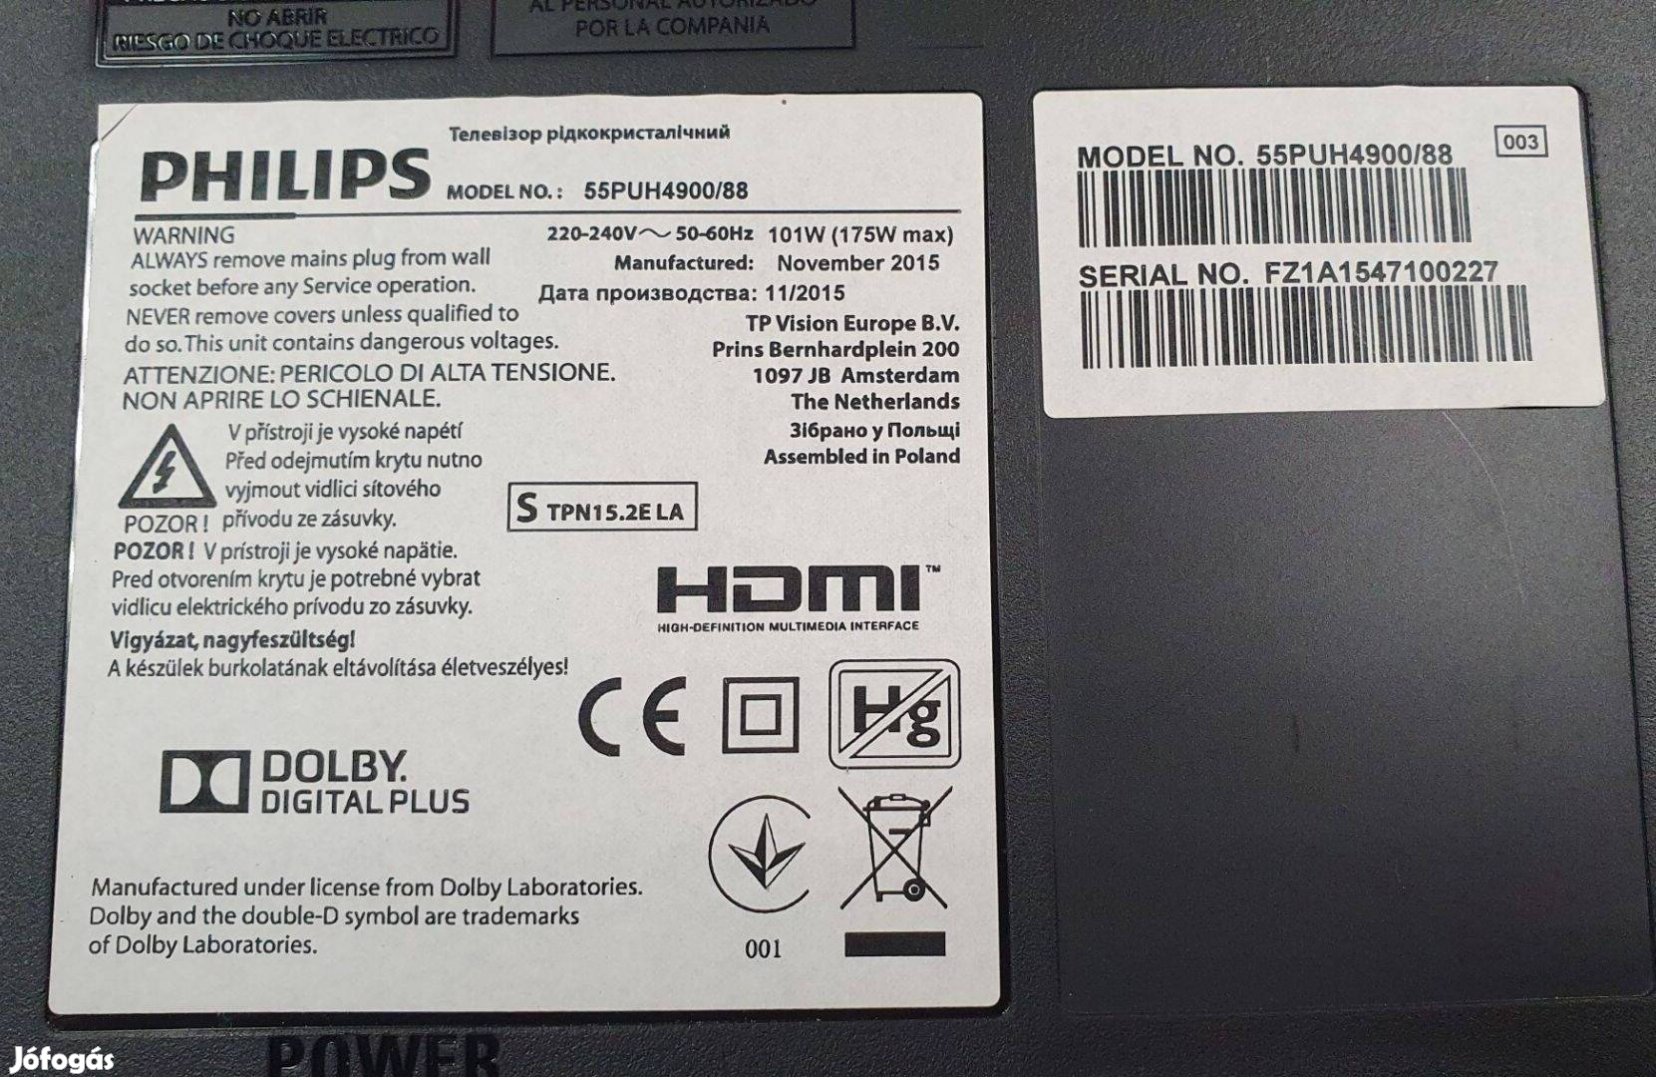 NO ABRIR
RIESGO DE CHOQUE ELECTRICO
AL PERSONAL AUTORIZADO
POR LA COMPANIA
Телевізор рідкокристалічний
PHILIPS MODEL NO.: 55PUH4900/88
WARNING
ALWAYS remove mains plug from wall
socket before any Service operation.
NEVER remove covers unless qualified to
do so. This unit contains dangerous voltages.
ATTENZIONE: PERICOLO DI ALTA TENSIONE.
NON APRIRE LO SCHIENALE.
220-240V~ 50-60Hz 101W (175W max)
Manufactured: November 2015
Дата производства: 11/2015
TP Vision Europe B.V.
Prins Bernhardplein 200
1097 JB Amsterdam
The Netherlands
Зібрано у Польщі
Assembled in Poland
V přístroji je vysoké napétí
Před odejmutím krytu nutno
vyjmout vidlici sítového
POZOR! přívodu ze zásuvky.
POZOR! V prístroji je vysoké napätie.
Pred otvorením krytu je potrebné vybrat
vidlicu elektrického prívodu zo zásuvky.
Vigyázat, nagyfeszültség!
A készülek burkolatának eltávolítása életveszélyes!
S TPN15.2E LA
HDMI™
HIGH-DEFINITION MULTIMEDIA INTERFACE
CE
Hg
DOLBY.
DIGITAL PLUS
Manufactured under license from Dolby Laboratories.
Dolby and the double-D symbol are trademarks
of Dolby Laboratories.
001
MODEL NO. 55PUH4900/88
003
SERIAL NO. FZ1A1547100227
POWER
Jófogás